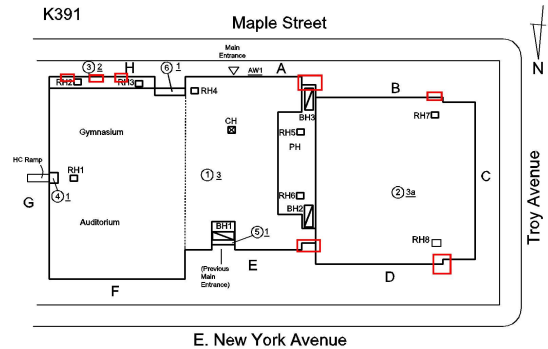 K391
Maple Street
N
Main
Entrance
③ 2
H
⑥ 1
A
AW1
B
RH2
RH3
RH4
BH3
RH7
Gymnasium
CH
RH5
PH
HC Ramp
RH1
① 3
② 3a
C
Troy Avenue
④ 1
G
RH6
Auditorium
BH1
BH2
⑤ 1
RH8
E
D
(Previous
Main
Entrance)
F
E. New York Avenue